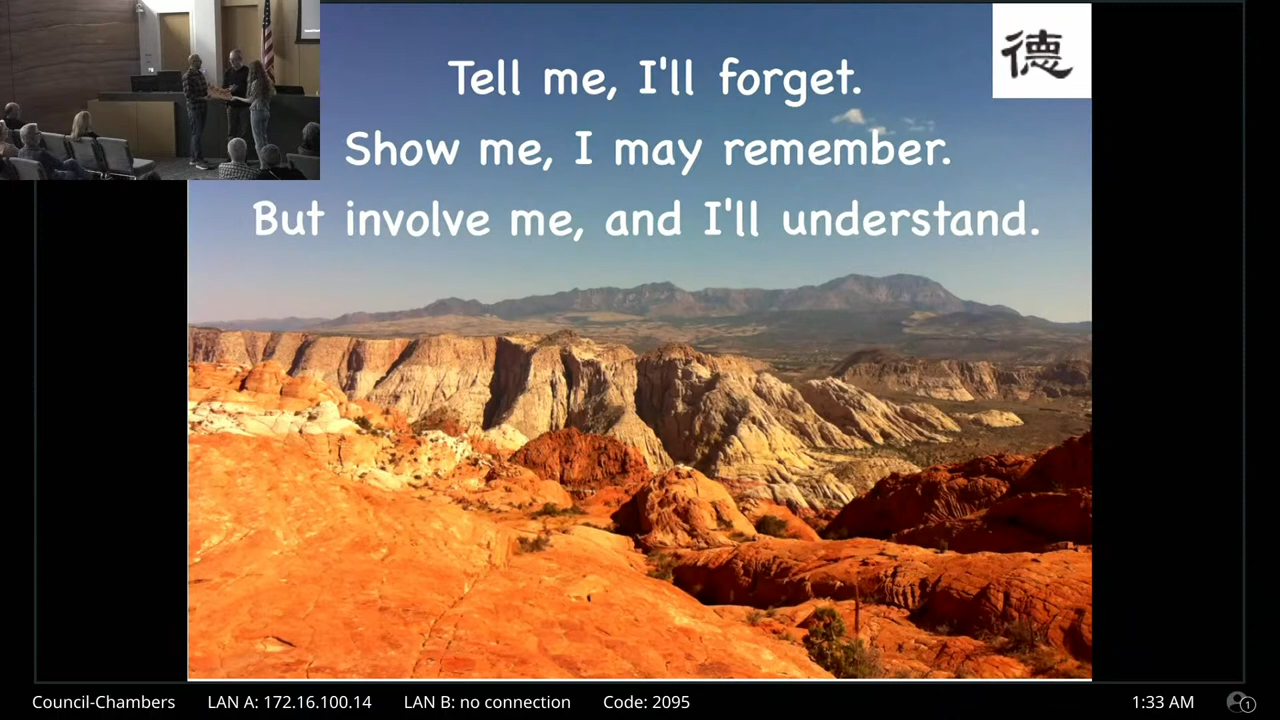 Tell me, I'll forget.
德
Show me, I may remember.
But involve me, and I'll understand.
Council-Chambers LAN A: 172.16.100.14 LAN B: no connection Code: 2095 1:33 AM 1